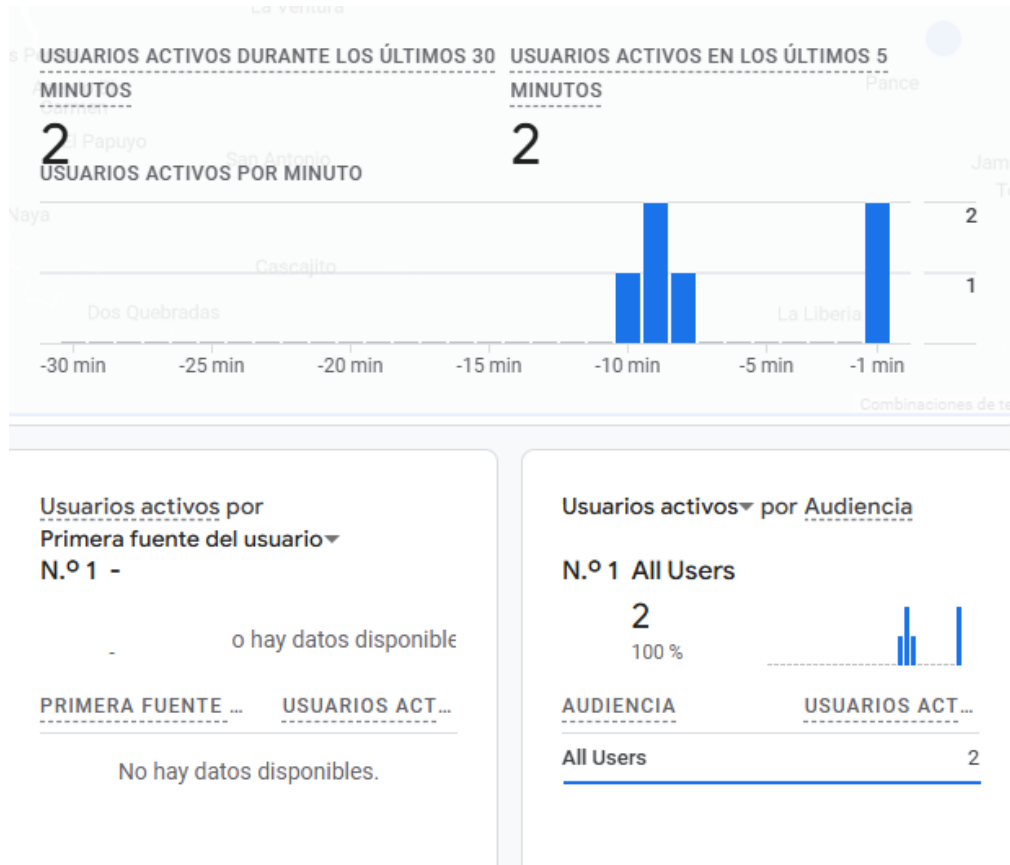 La Ventura
USUARIOS ACTIVOS DURANTE LOS ÚLTIMOS 30
MINUTOS
2
USUARIOS ACTIVOS EN LOS ÚLTIMOS 5
MINUTOS
2
Pance
Carmen
El Papuyo
San Antonio
USUARIOS ACTIVOS POR MINUTO
Naya
2
Cascajito
1
Dos Quebradas
La Liberia
-30 min -25 min -20 min -15 min -10 min -5 min -1 min
Combinaciones de te
Usuarios activos por
Primera fuente del usuario
N.º 1 -
- o hay datos disponible
PRIMERA FUENTE ... USUARIOS ACT...
No hay datos disponibles.
Usuarios activos por Audiencia
N.º 1 All Users
2
100 %
AUDIENCIA USUARIOS ACT...
All Users 2